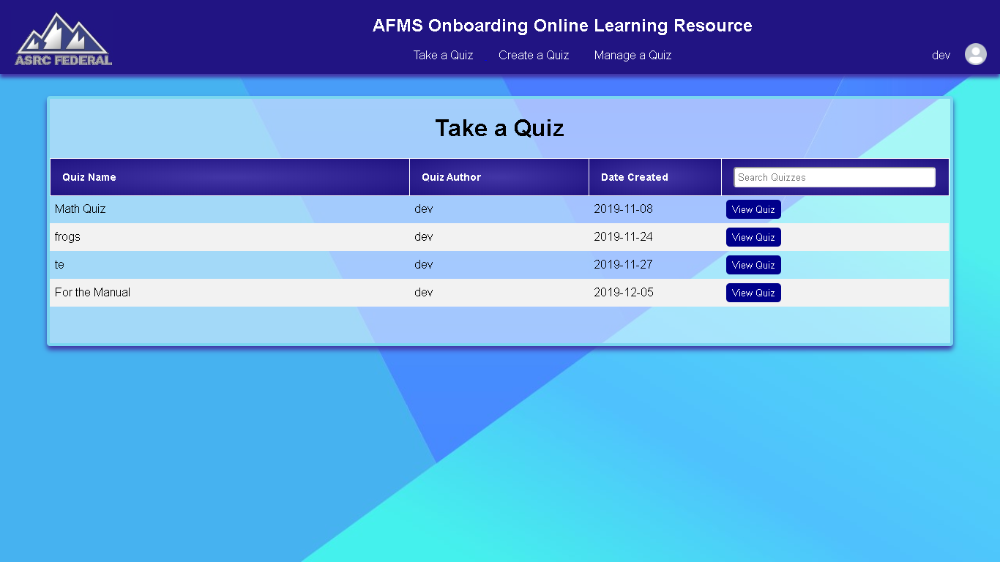 AFMS Onboarding Online Learning Resource
ASRC FEDERAL
Take a Quiz Create a Quiz Manage a Quiz dev
Take a Quiz
Quiz Name Quiz Author Date Created Search Quizzes
Math Quiz dev 2019-11-08 View Quiz
frogs dev 2019-11-24 View Quiz
te dev 2019-11-27 View Quiz
For the Manual dev 2019-12-05 View Quiz